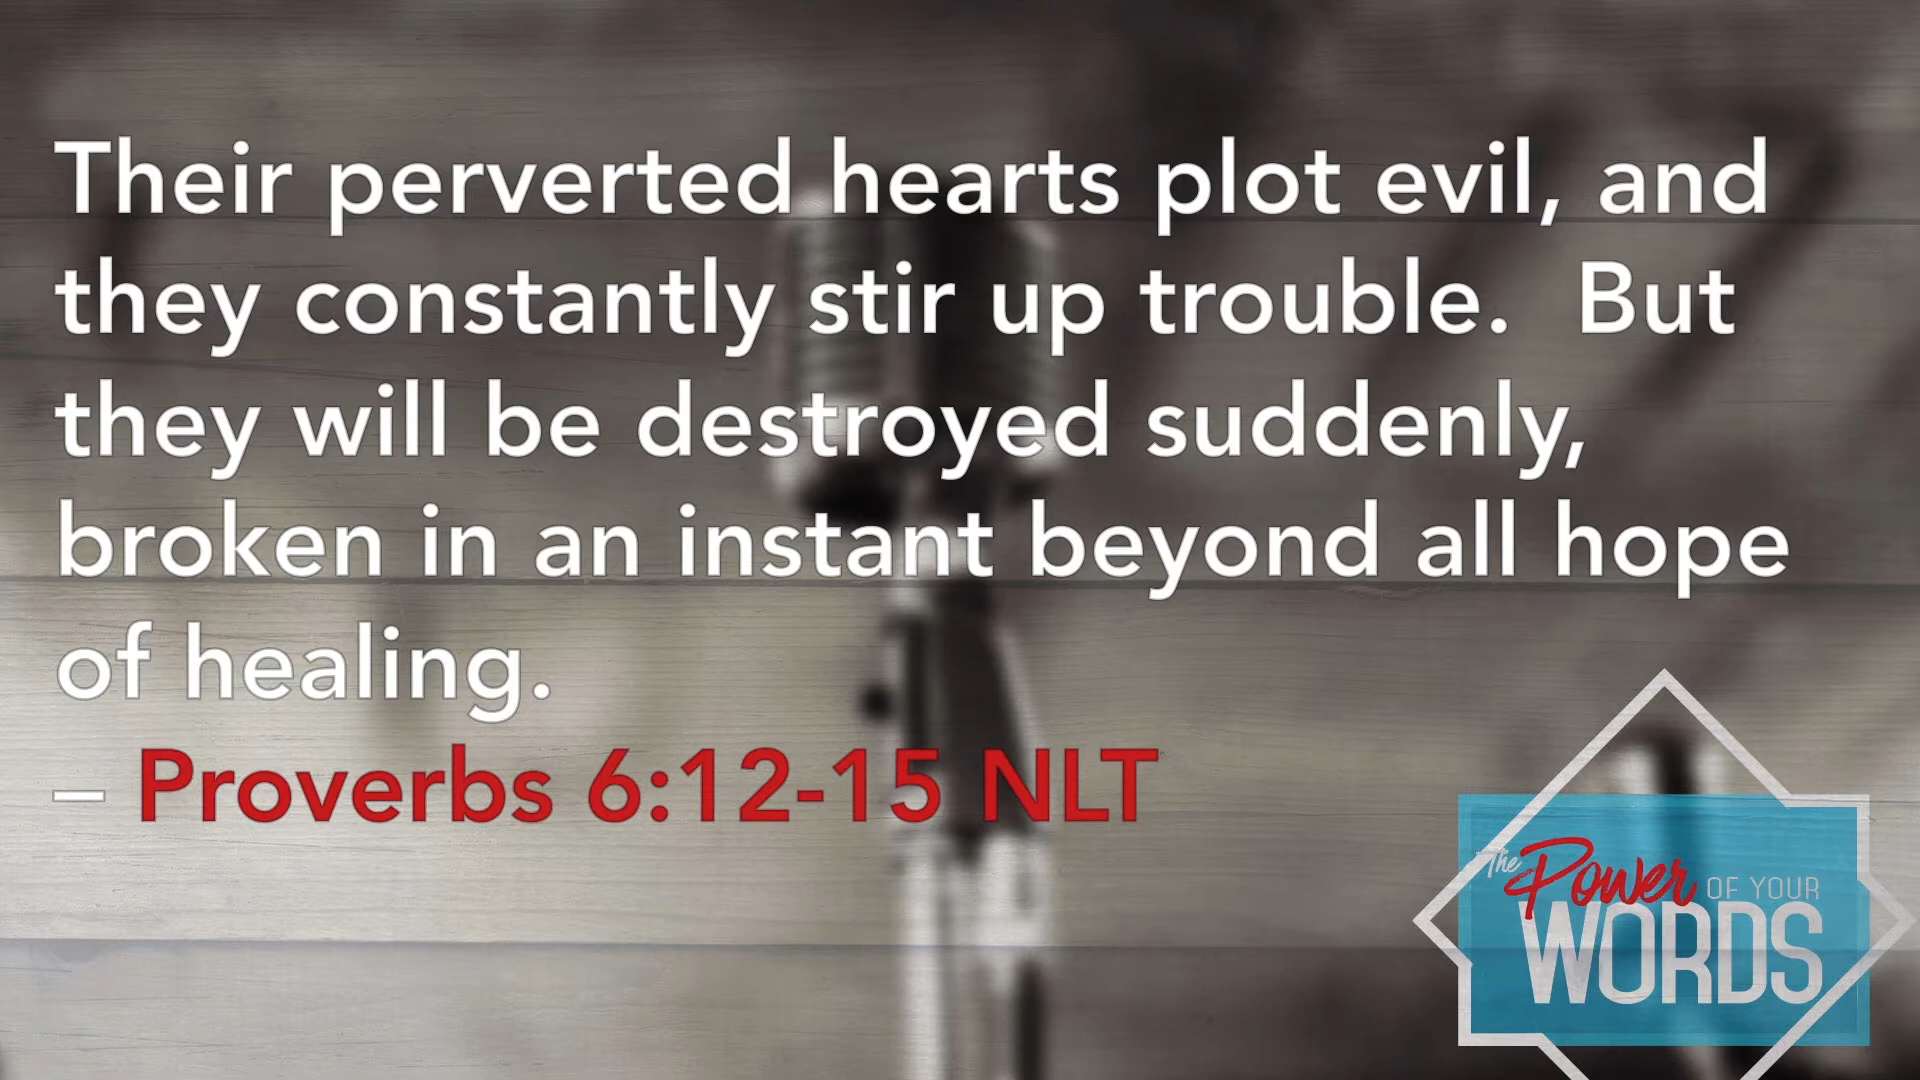 Their perverted hearts plot evil, and
they constantly stir up trouble.  But
they will be destroyed suddenly,
broken in an instant beyond all hope
of healing.
– Proverbs 6:12-15 NLT
The Power OF YOUR
WORDS